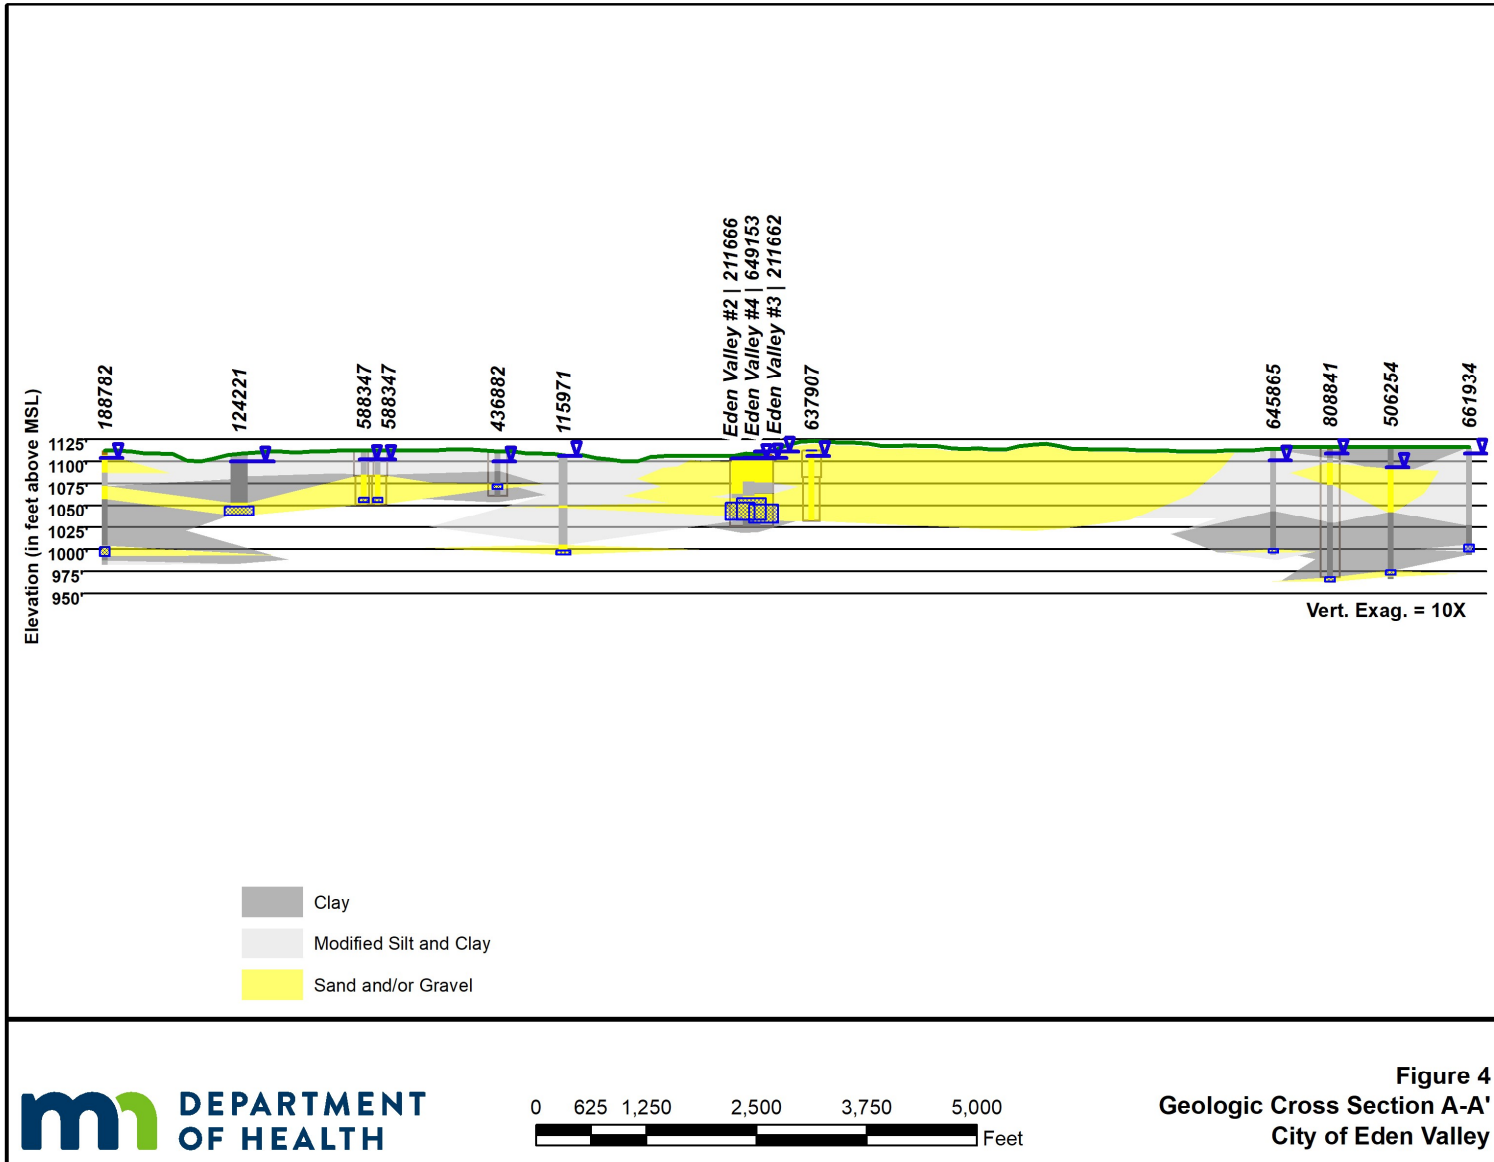 Eden Valley #2 | 211666
Eden Valley #4 | 649153
Eden Valley #3 | 211662
188782
124221
588347
588347
436882
115971
637907
645865
808841
506254
661934
Elevation (in feet above MSL)
1125'
1100'
1075'
1050'
1025'
1000'
975'
950'
Vert. Exag. = 10X
Clay
Modified Silt and Clay
Sand and/or Gravel
mn DEPARTMENT
OF HEALTH
0 625 1,250 2,500 3,750 5,000
Feet
Figure 4
Geologic Cross Section A-A'
City of Eden Valley